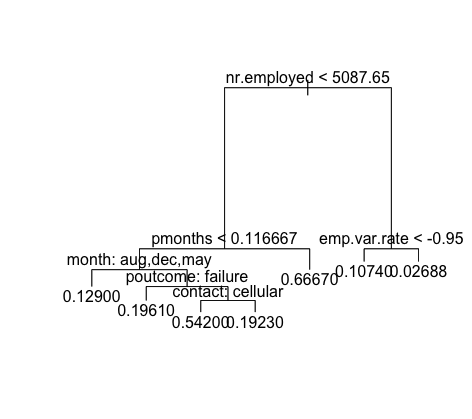 nr.employed < 5087.65
pmonths < 0.116667
emp.var.rate < -0.95
month: aug,dec,may
poutcome: failure
0.66670
0.10740
0.02688
contact: cellular
0.12900
0.19610
0.54200
0.19230